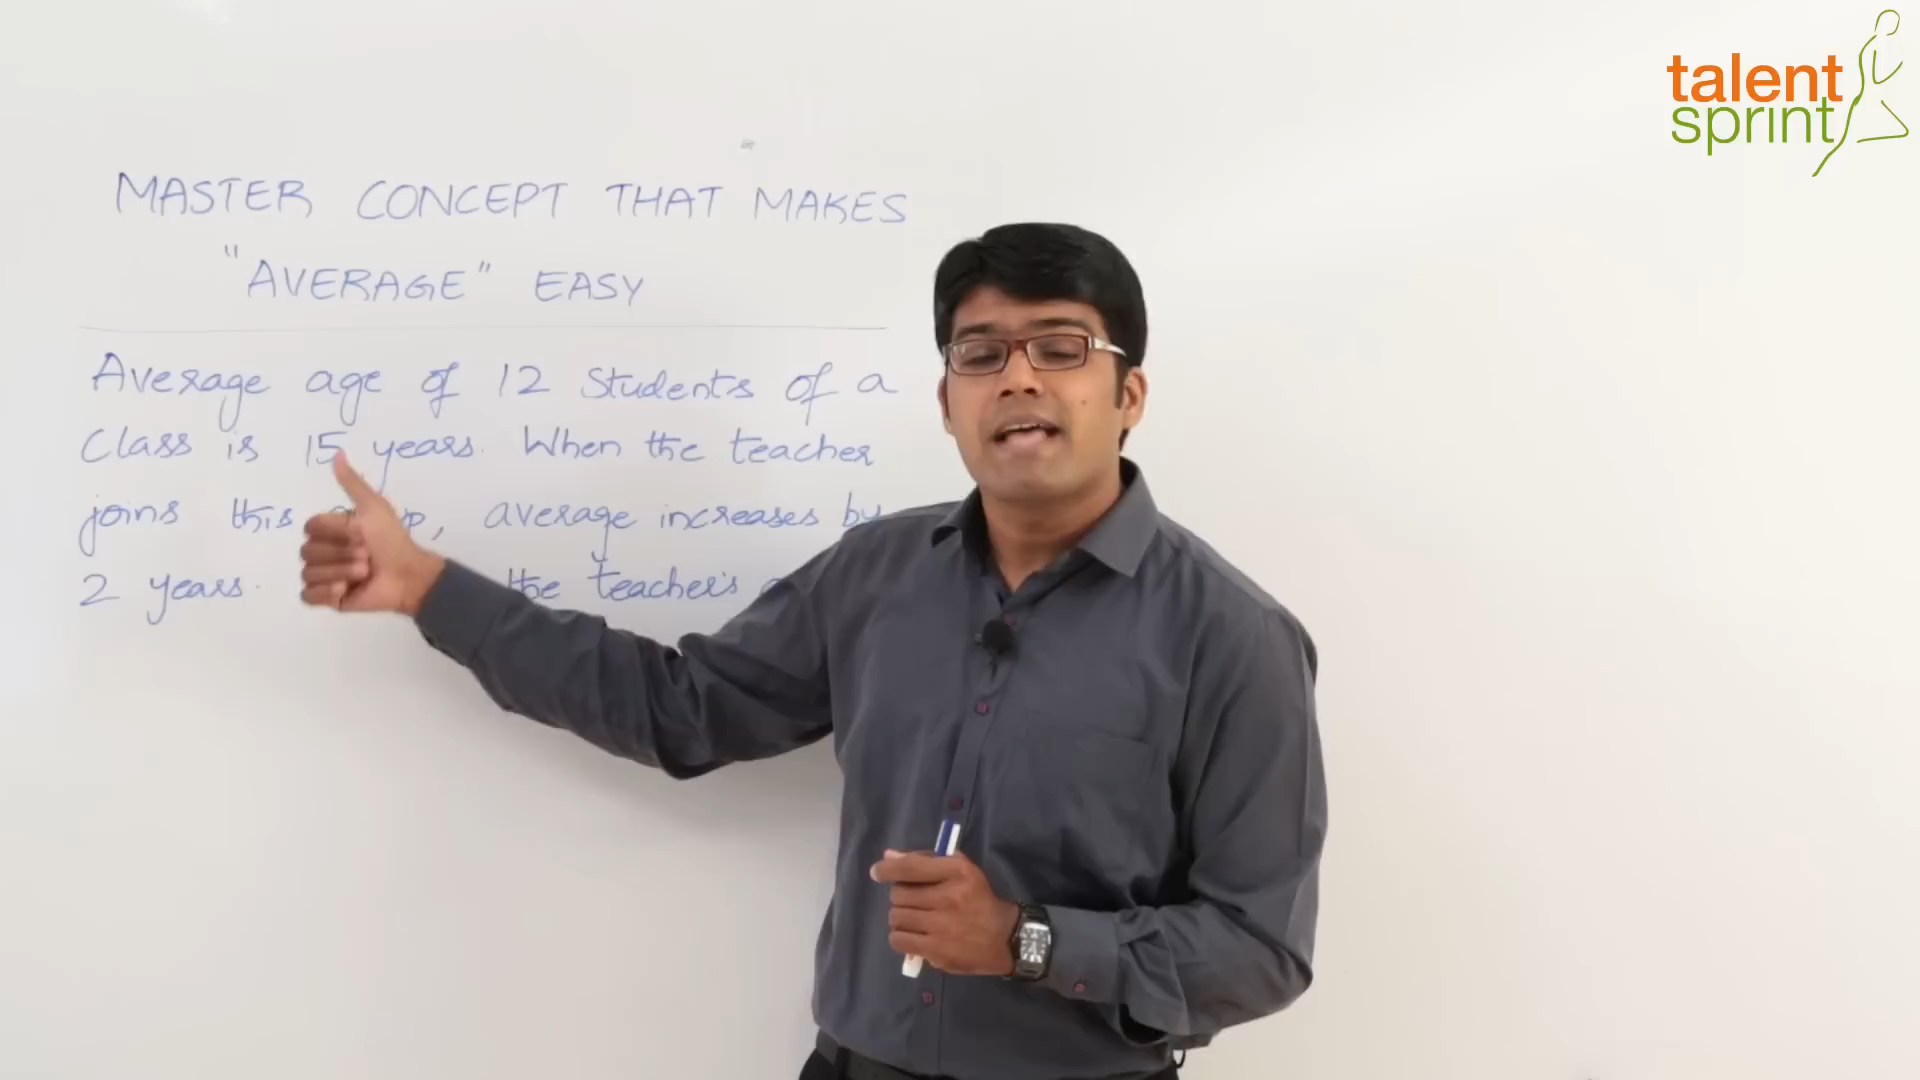 talent
sprint
MASTER CONCEPT THAT MAKES
"AVERAGE" EASY
Average age of 12 students of a
Class is 15 years. When the teacher
joins this, average increases by
2 years. the teacher's